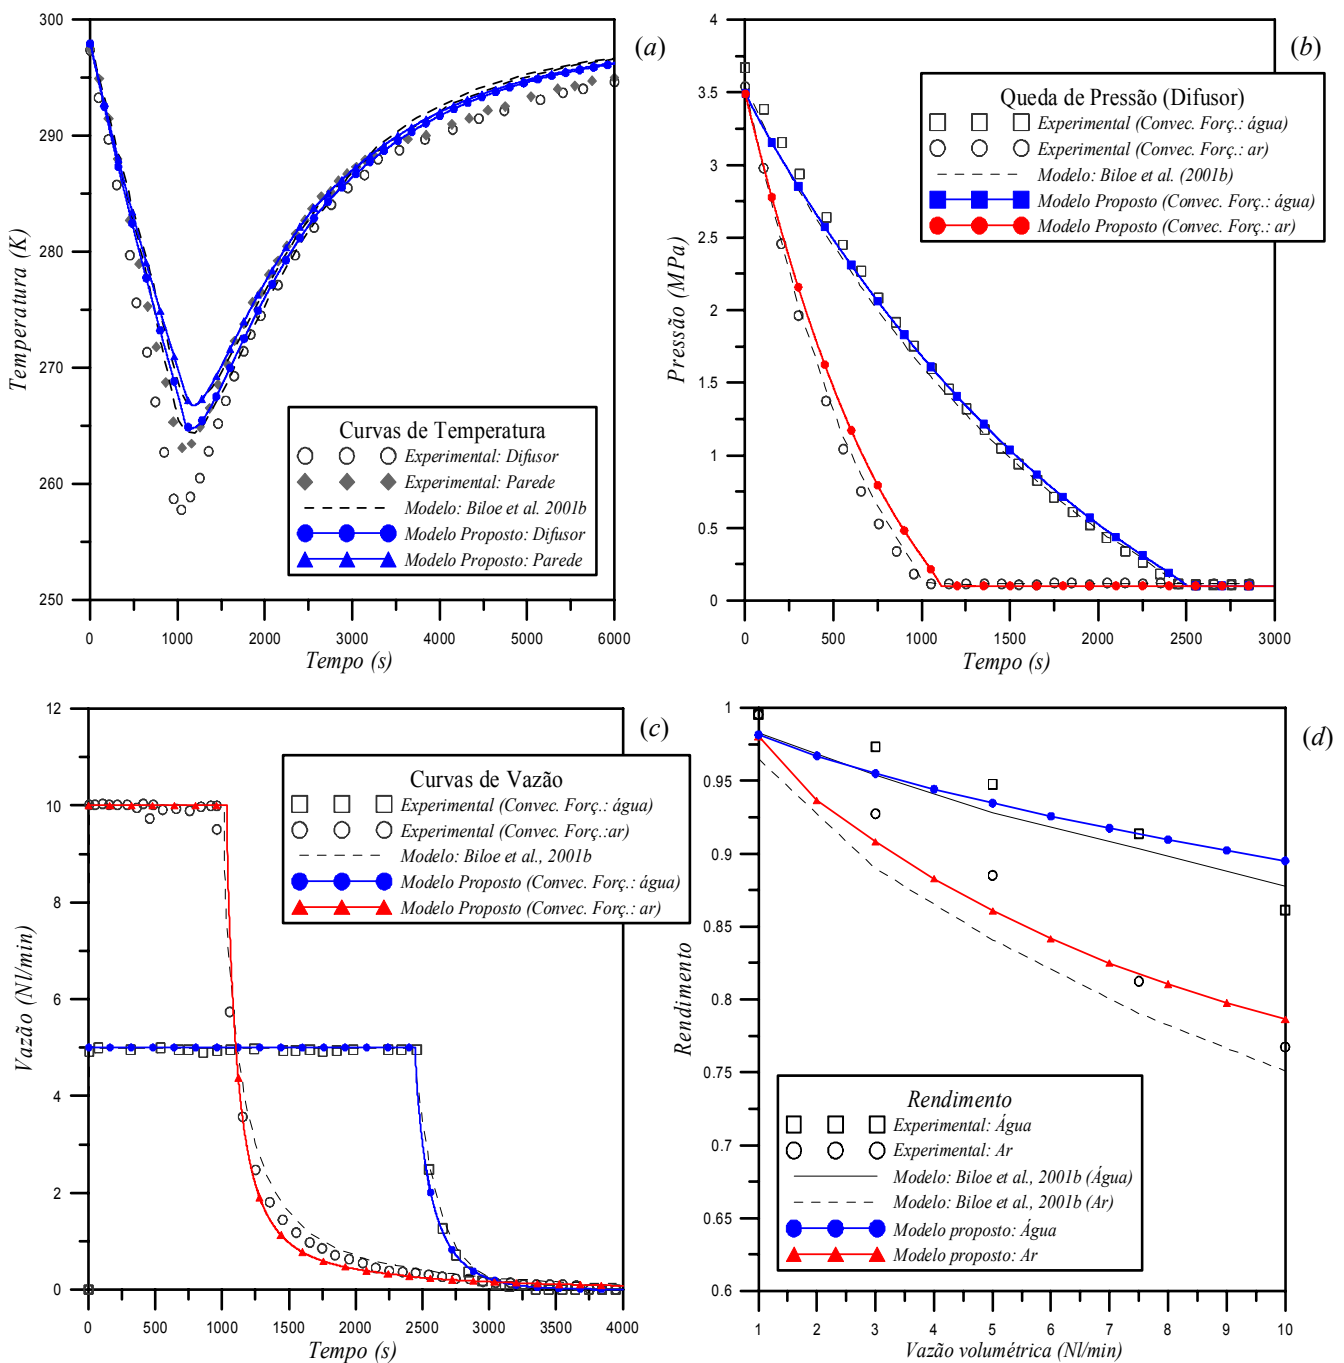 (a)
Temperatura (K)
300
290
280
270
260
250
Curvas de Temperatura
Experimental: Difusor
Experimental: Parede
Modelo: Biloe et al. 2001b
Modelo Proposto: Difusor
Modelo Proposto: Parede
0 1000 2000 3000 4000 5000 6000
Tempo (s)
(b)
Pressão (MPa)
4
3.5
3
2.5
2
1.5
1
0.5
0
Queda de Pressão (Difusor)
Experimental (Convec. Forç.: água)
Experimental (Convec. Forç.: ar)
Modelo: Biloe et al. (2001b)
Modelo Proposto (Convec. Forç.: água)
Modelo Proposto (Convec. Forç.: ar)
0 500 1000 1500 2000 2500 3000
Tempo (s)
(c)
Vazão (Nl/min)
12
10
8
6
4
2
0
Curvas de Vazão
Experimental (Convec. Forç.: água)
Experimental (Convec. Forç.:ar)
Modelo: Biloe et al., 2001b
Modelo Proposto (Convec. Forç.: água)
Modelo Proposto (Convec. Forç.: ar)
0 500 1000 1500 2000 2500 3000 3500 4000
Tempo (s)
(d)
Rendimento
1
0.95
0.9
0.85
0.8
0.75
0.7
0.65
0.6
Rendimento
Experimental: Água
Experimental: Ar
Modelo: Biloe et al., 2001b (Água)
Modelo: Biloe et al., 2001b (Ar)
Modelo proposto: Água
Modelo proposto: Ar
1 2 3 4 5 6 7 8 9 10
Vazão volumétrica (Nl/min)